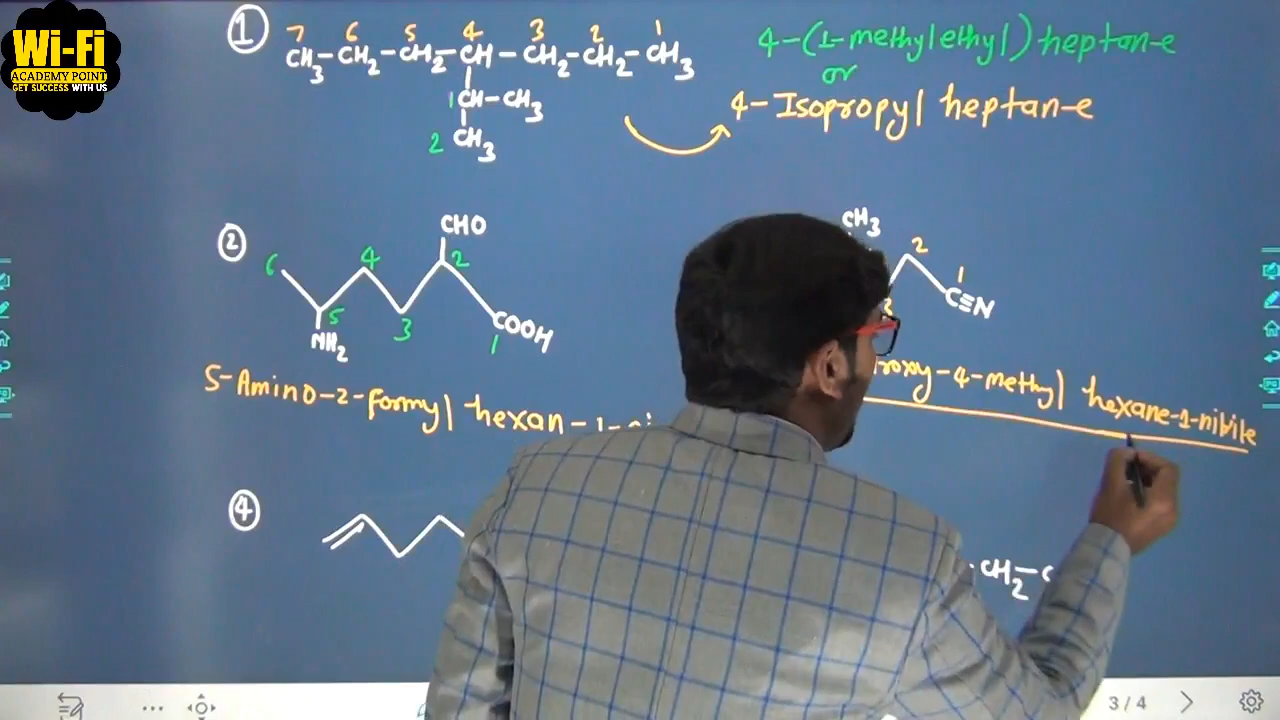 Wi-Fi
ACADEMY POINT
GET SUCCESS WITH US
1
7 6 5 4 3 2 1
CH3-CH2-CH2-CH-CH2-CH2-CH3
1 CH-CH3
2 CH3
4-(1-methylethyl)heptan-e
or
4-Isopropyl heptan-e
2
CHO
6 4 2
5 3 1
NH2
COOH
5-Amino-2-formyl hexan-1-
CH3
2
1
C≡N
3
roxy-4-methyl hexane-1-nitrile
4
CH2-
3/4